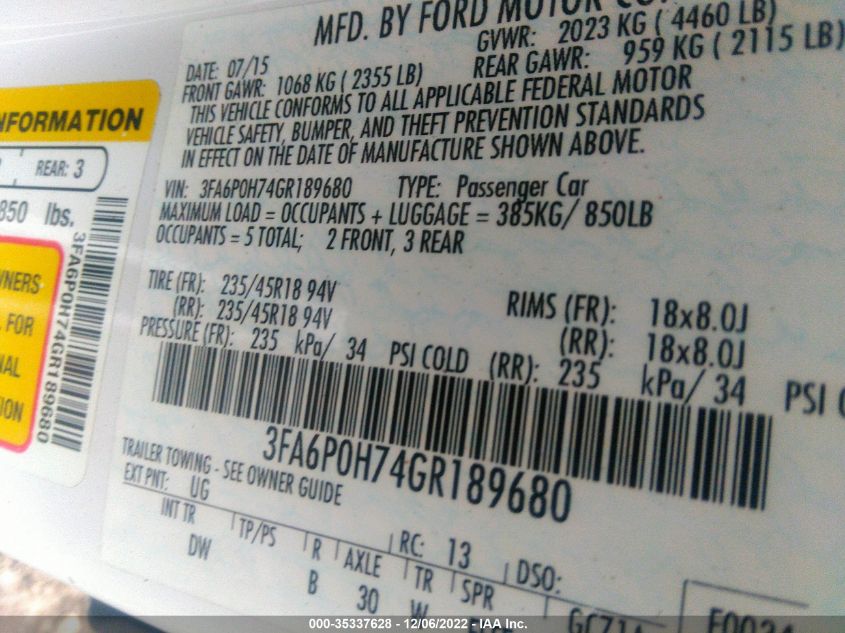 MFD. BY FORD MOTOR CO
DATE: 07/15
GVWR: 2023 KG ( 4460 LB)
FRONT GAWR: 1068 KG ( 2355 LB)
REAR GAWR: 959 KG ( 2115 LB)
THIS VEHICLE CONFORMS TO ALL APPLICABLE FEDERAL MOTOR
VEHICLE SAFETY, BUMPER, AND THEFT PREVENTION STANDARDS
IN EFFECT ON THE DATE OF MANUFACTURE SHOWN ABOVE.
VIN: 3FA6P0H74GR189680 TYPE: Passenger Car
MAXIMUM LOAD = OCCUPANTS + LUGGAGE = 385KG/ 850LB
OCCUPANTS = 5 TOTAL; 2 FRONT, 3 REAR
TIRE (FR): 235/45R18 94V RIMS (FR): 18x8.0J
(RR): 235/45R18 94V (RR): 18x8.0J
PRESSURE (FR): 235 kPa/ 34 PSI COLD (RR): 235 kPa/ 34 PSI
3FA6P0H74GR189680
TRAILER TOWING - SEE OWNER GUIDE
EXT PNT: UG RC: 13 DSO:
INT TR TP/PS R AXLE TR SPR
DW B 30 W
NFORMATION
REAR: 3
850 lbs.
3FA6P0H74GR189680
WNERS
FOR
NAL
ION
000-35337628 - 12/06/2022 - IAA Inc.